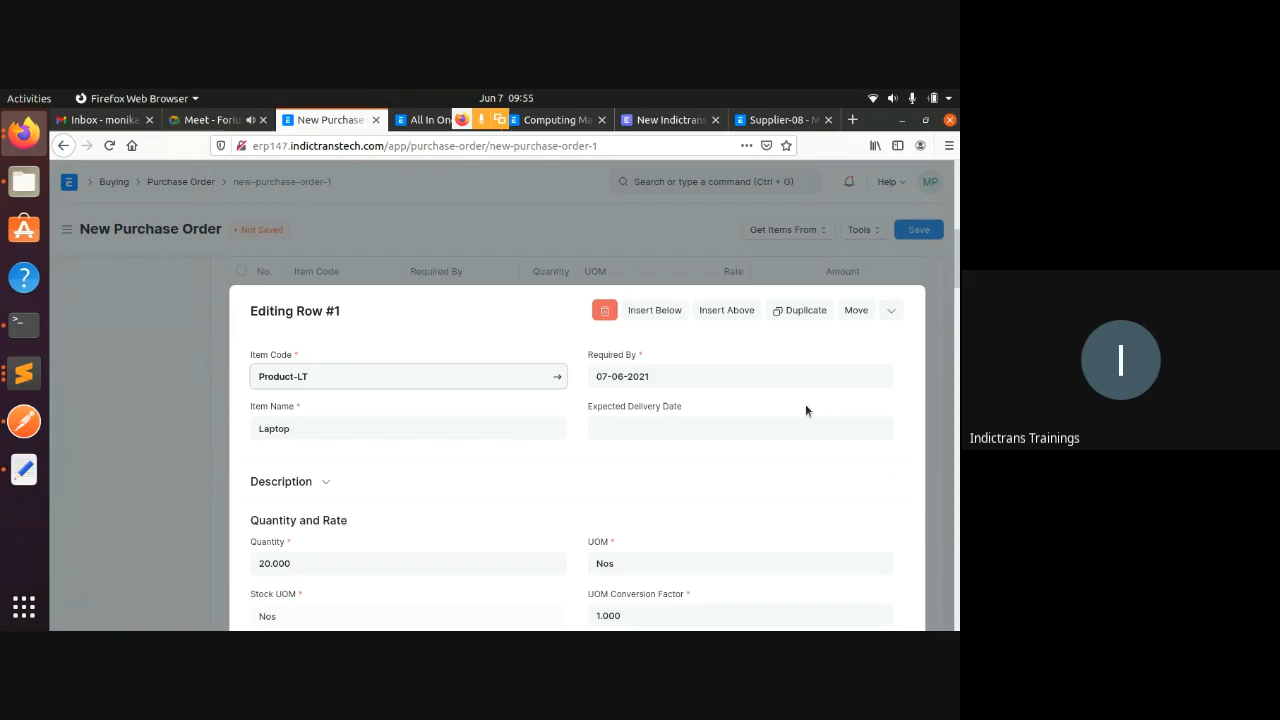 Activities Firefox Web Browser Jun 7 09:55
Inbox - monika Meet - Foriu New Purchase All In On Computing Ma New Indictrans Supplier-08 - M
erp147.indictranstech.com/app/purchase-order/new-purchase-order-1
Buying Purchase Order new-purchase-order-1 Search or type a command (Ctrl + G) Help MP
New Purchase Order • Not Saved Get Items From Tools Save
No. Item Code Required By Quantity UOM Rate Amount
Editing Row #1 Insert Below Insert Above Duplicate Move
Item Code * Required By *
Product-LT 07-06-2021
Item Name * Expected Delivery Date
Laptop
Description
Quantity and Rate
Quantity * UOM *
20.000 Nos
Stock UOM * UOM Conversion Factor *
Nos 1.000
I
Indictrans Trainings